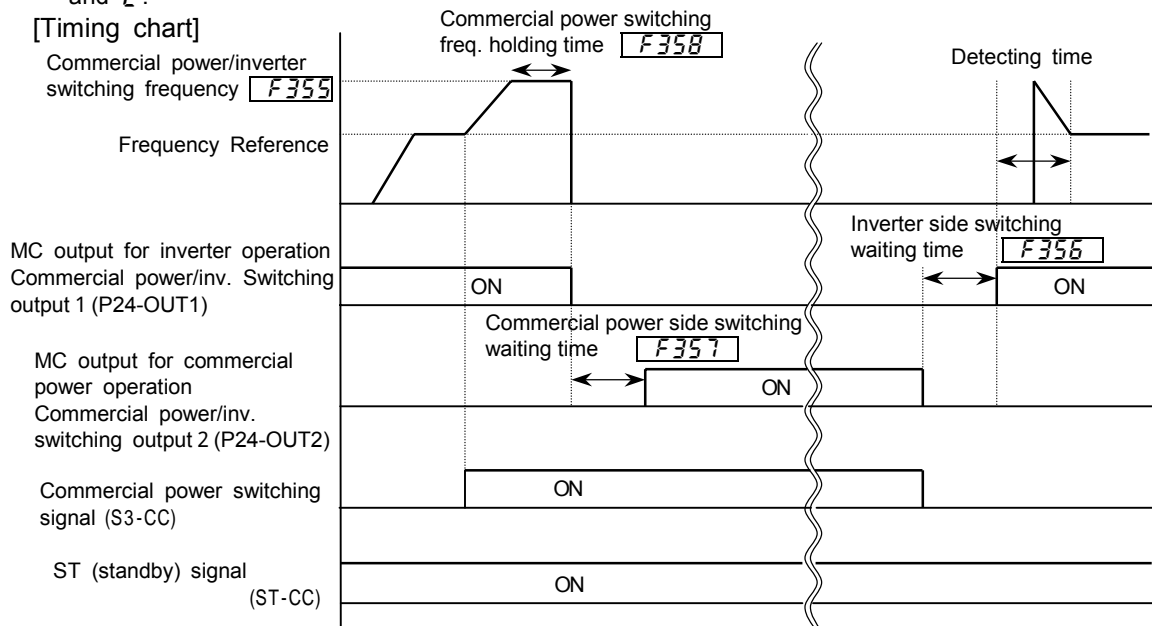 and
[Timing chart]
Commercial power switching
freq. holding time F358
Commercial power/inverter
switching frequency F355
Detecting time
Frequency Reference
Inverter side switching
waiting time F356
MC output for inverter operation
Commercial power/inv. Switching
output 1 (P24-OUT1)
ON
ON
Commercial power side switching
waiting time F357
MC output for commercial
power operation
Commercial power/inv.
switching output 2 (P24-OUT2)
ON
Commercial power switching
signal (S3-CC)
ON
ST (standby) signal
(ST-CC)
ON